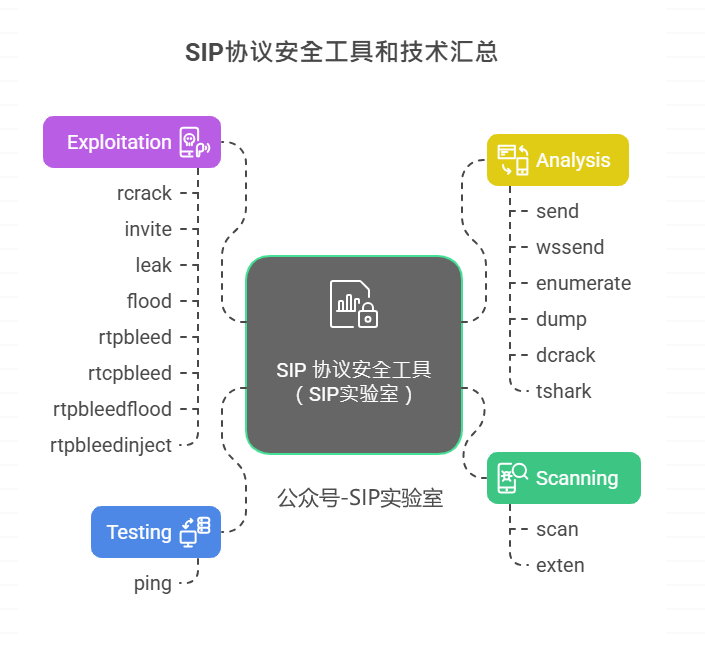 SIP协议安全工具和技术汇总
Exploitation
rcrack
invite
leak
flood
rtpbleed
rtcpbleed
rtpbleedflood
rtpbleedinject
Analysis
send
wssend
enumerate
dump
dcrack
tshark
SIP 协议安全工具
（SIP实验室）
公众号-SIP实验室
Testing
ping
Scanning
scan
exten